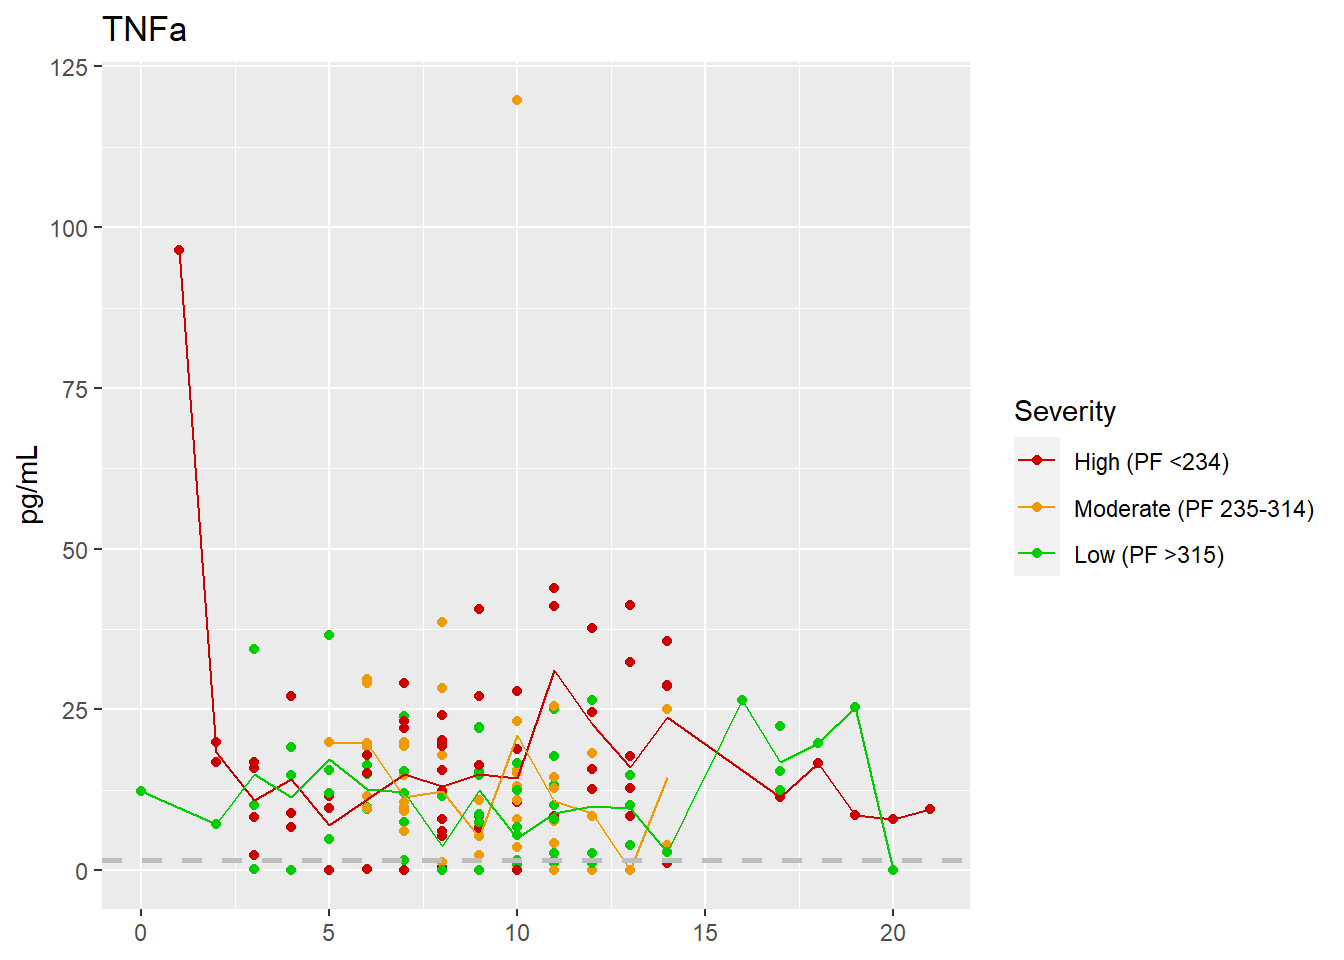 TNFa
125
100
75
50
25
0
pg/mL
0 5 10 15 20
Severity
High (PF <234)
Moderate (PF 235-314)
Low (PF >315)